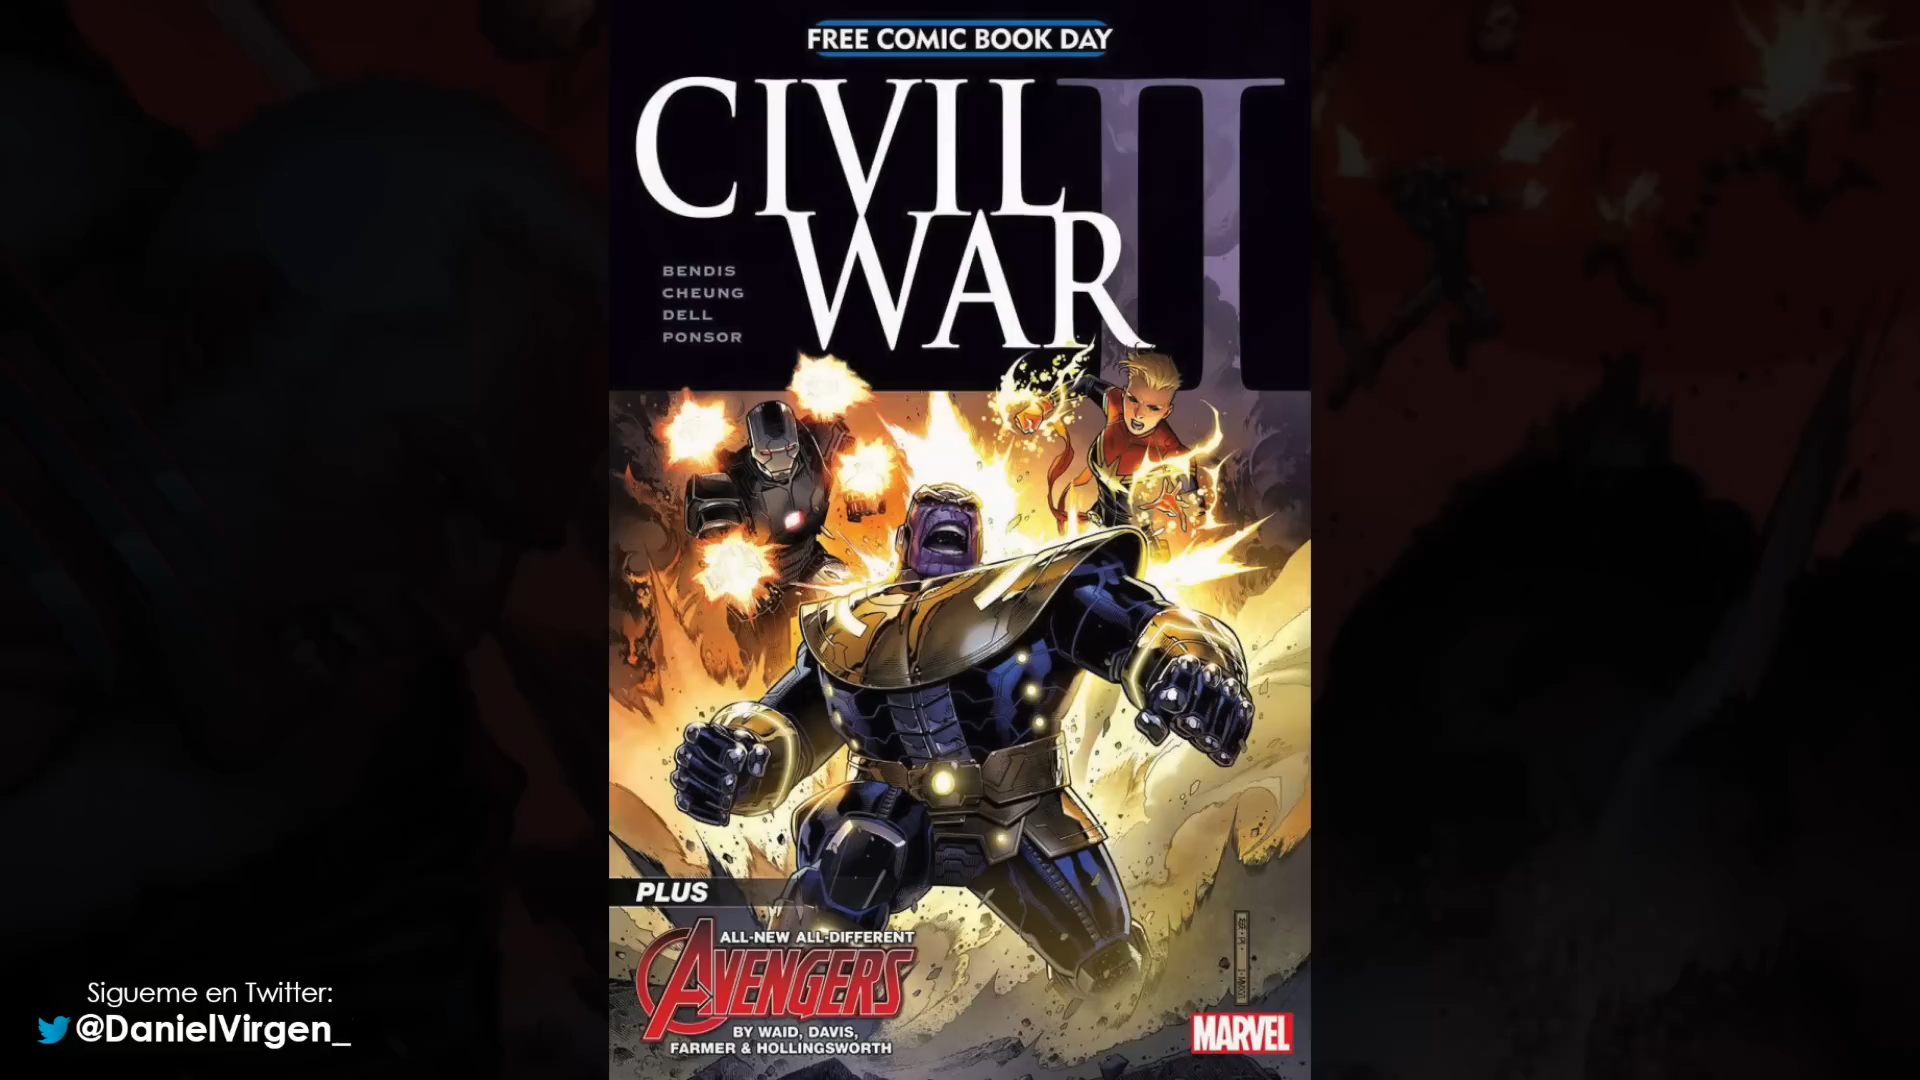 FREE COMIC BOOK DAY
CIVIL
WAR
II
BENDIS
CHEUNG
DELL
PONSOR
PLUS
ALL-NEW ALL-DIFFERENT
AVENGERS
BY WAID, DAVIS,
FARMER & HOLLINGSWORTH
MARVEL
Sigueme en Twitter:
@DanielVirgen_